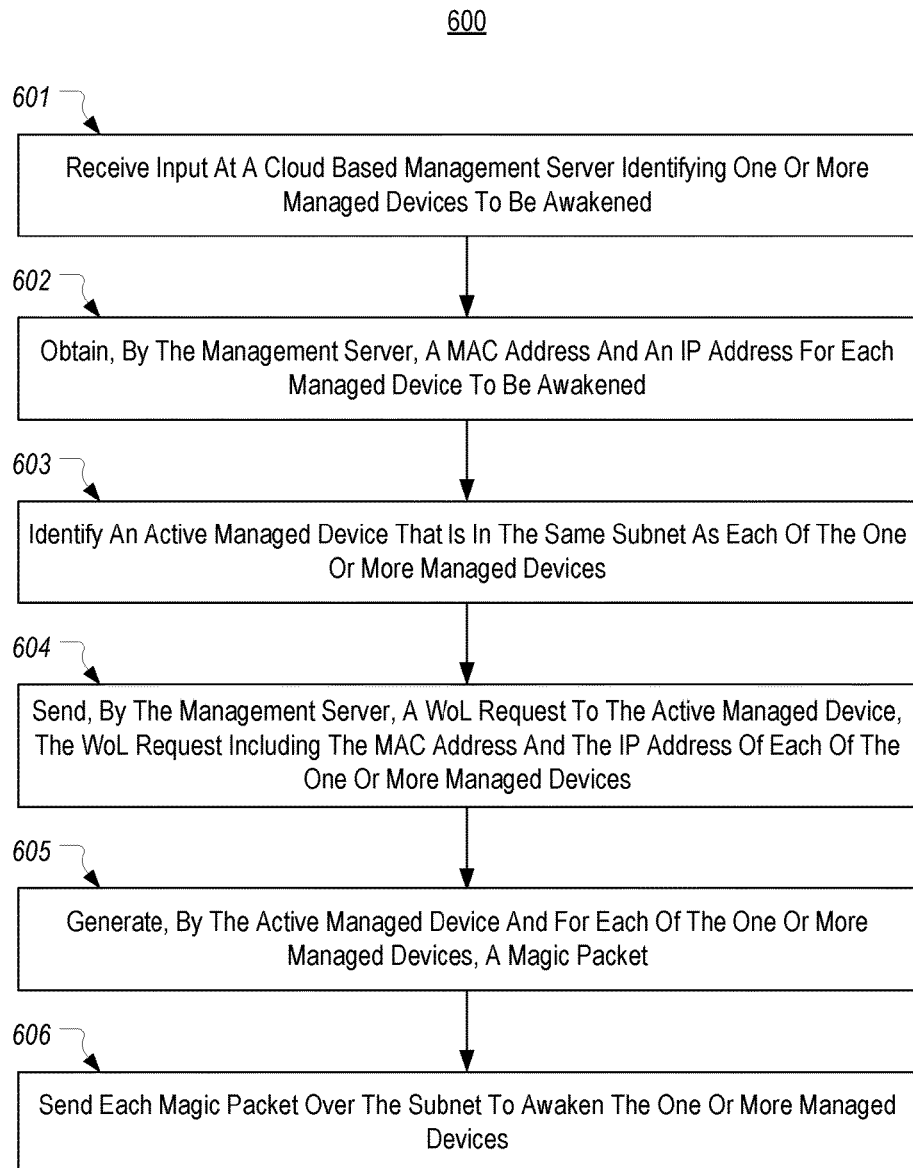 600
601
Receive Input At A Cloud Based Management Server Identifying One Or More
Managed Devices To Be Awakened
602
Obtain, By The Management Server, A MAC Address And An IP Address For Each
Managed Device To Be Awakened
603
Identify An Active Managed Device That Is In The Same Subnet As Each Of The One
Or More Managed Devices
604
Send, By The Management Server, A WoL Request To The Active Managed Device,
The WoL Request Including The MAC Address And The IP Address Of Each Of The
One Or More Managed Devices
605
Generate, By The Active Managed Device And For Each Of The One Or More
Managed Devices, A Magic Packet
606
Send Each Magic Packet Over The Subnet To Awaken The One Or More Managed
Devices